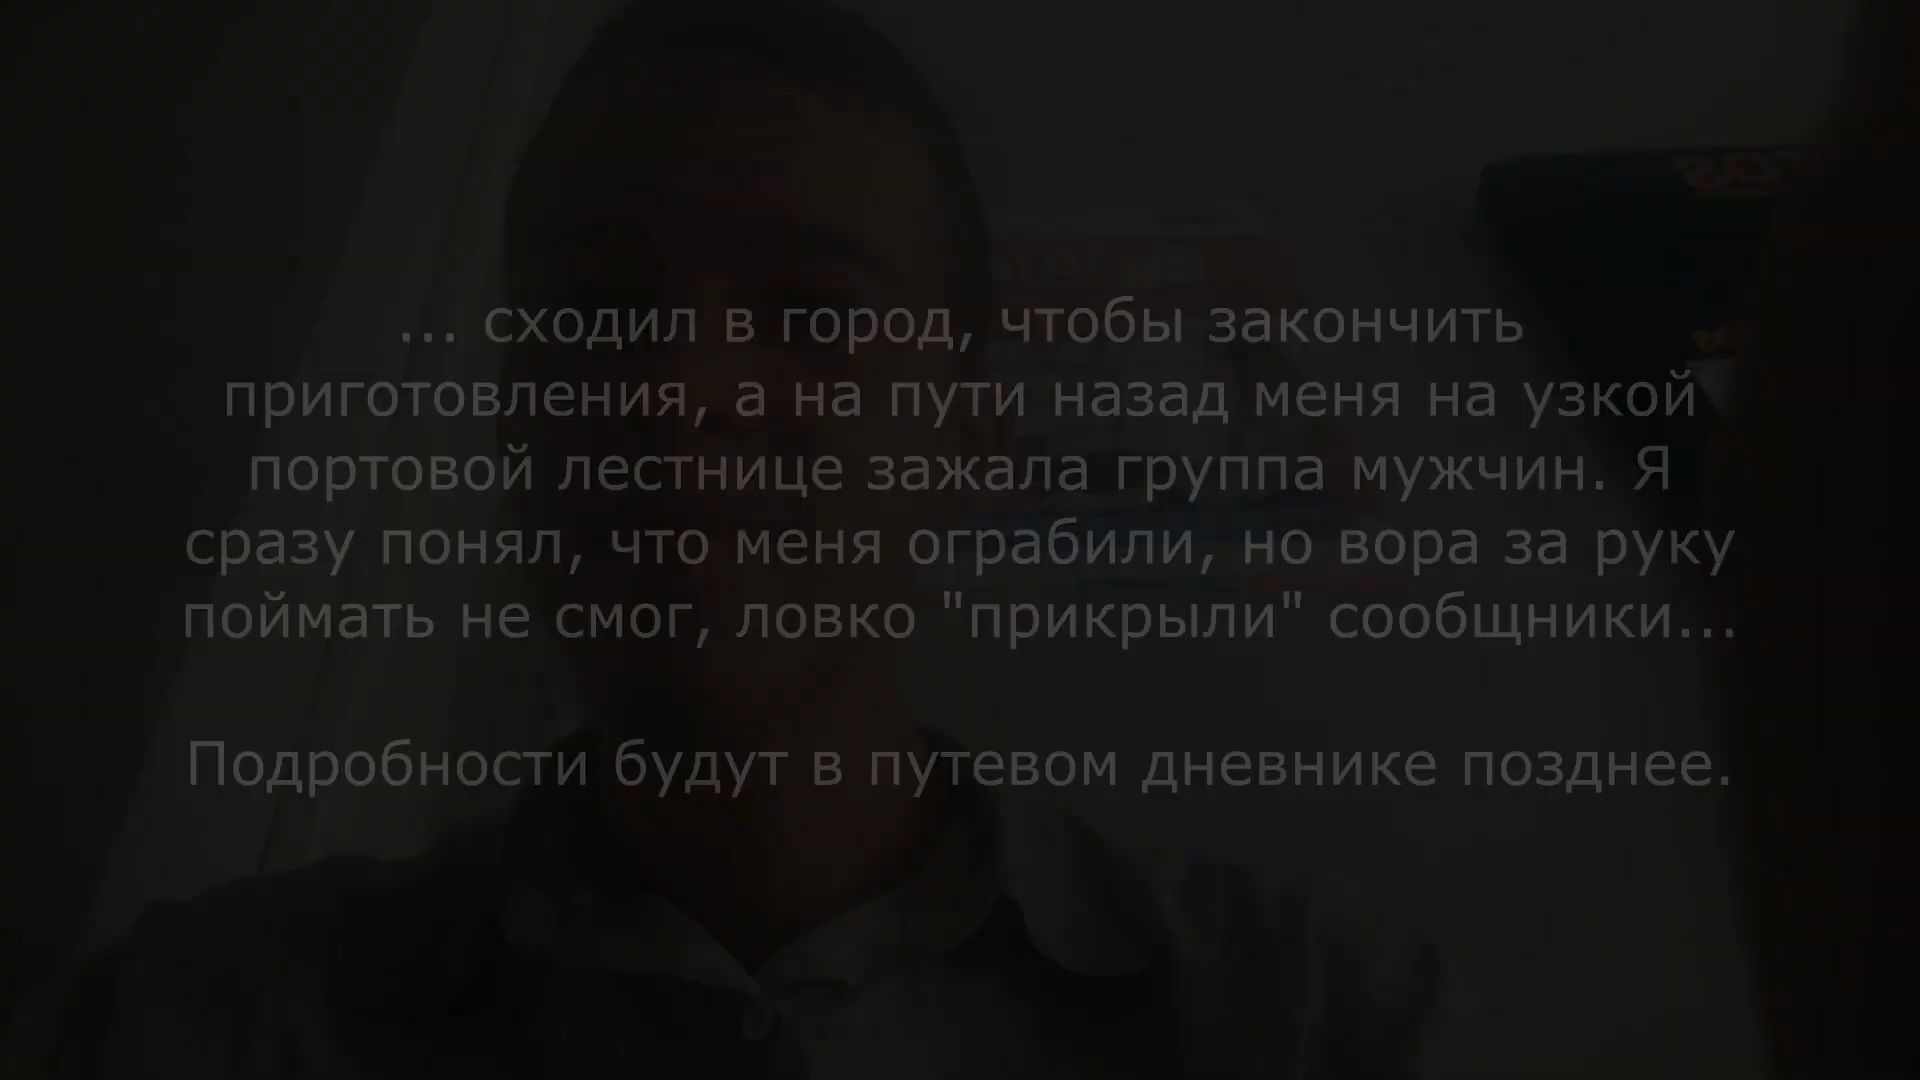 ... сходил в город, чтобы закончить
приготовления, а на пути назад меня на узкой
портовой лестнице зажала группа мужчин. Я
сразу понял, что меня ограбили, но вора за руку
поймать не смог, ловко "прикрыли" сообщники...
Подробности будут в путевом дневнике позднее.